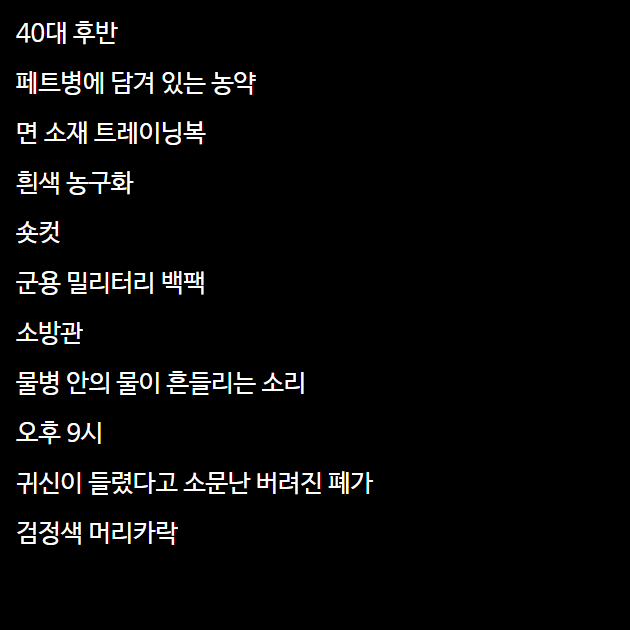 40대 후반
페트병에 담겨 있는 농약
면 소재 트레이닝복
흰색 농구화
숏컷
군용 밀리터리 백팩
소방관
물병 안의 물이 흔들리는 소리
오후 9시
귀신이 들렸다고 소문난 버려진 폐가
검정색 머리카락